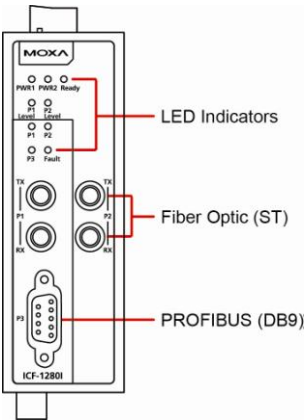 MOXA
PWR1 PWR2 Ready
P1 Level P2 Level
P1 P2
P3 Fault
LED Indicators
TX TX
P1 P2
RX RX
Fiber Optic (ST)
P3
PROFIBUS (DB9)
ICF-1280I